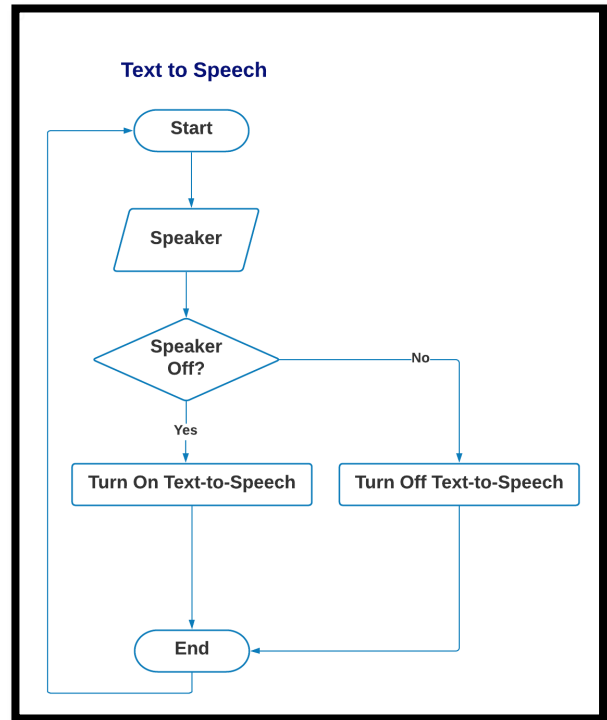 Text to Speech
Start
Speaker
Speaker
Off?
No
Yes
Turn On Text-to-Speech
Turn Off Text-to-Speech
End